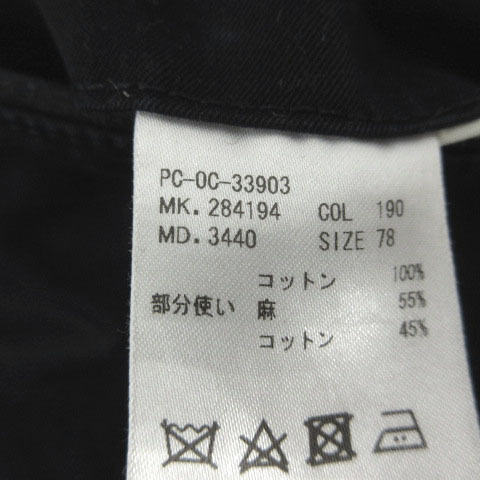 PC-OC-33903
MK. 284194 COL 190
MD. 3440 SIZE 78
コットン 100%
部分使い 麻 55%
コットン 45%